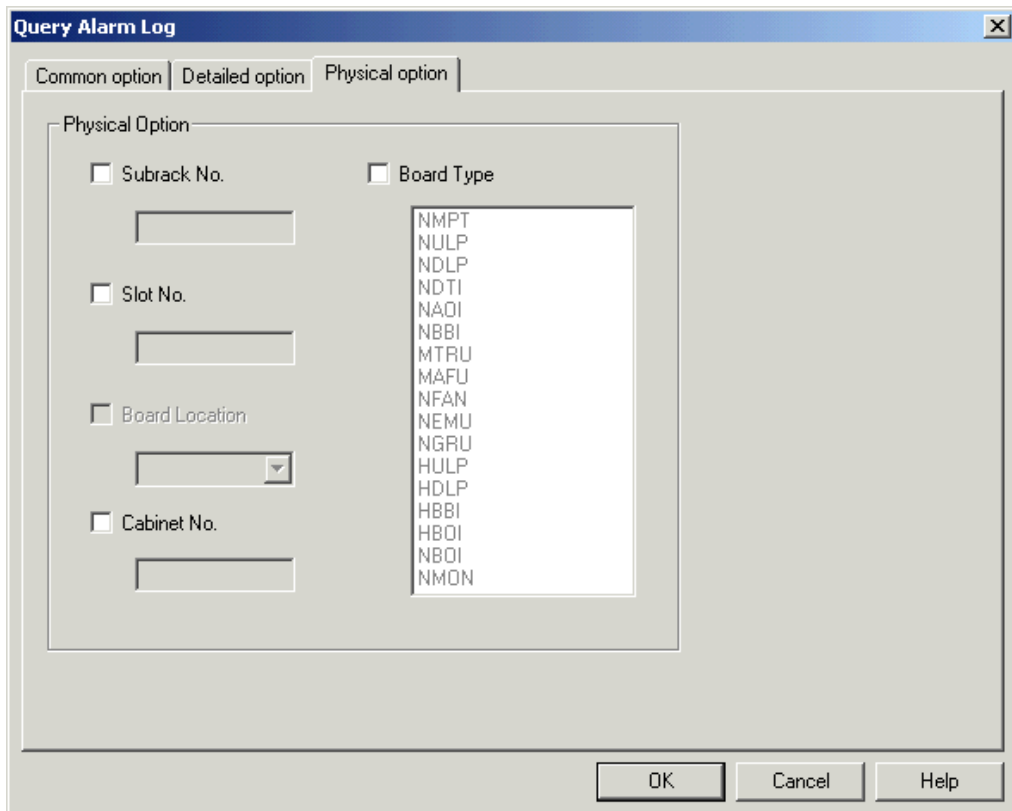 Query Alarm Log
Common option
Detailed option
Physical option
Physical Option
Subrack No.
Slot No.
Board Location
Cabinet No.
Board Type
NMPT
NULP
NDLP
NDTI
NAOI
NBBI
MTRU
MAFU
NFAN
NEMU
NGRU
HULP
HDLP
HBBI
HBOI
NBOI
NMON
OK
Cancel
Help